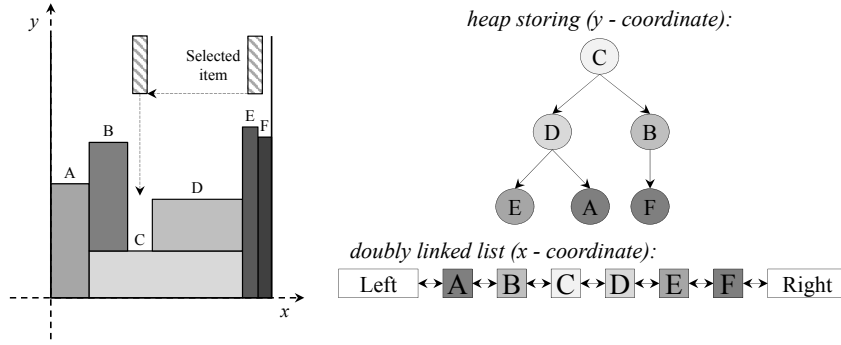 y
Selected
item
E
F
B
A
D
C
x
heap storing (y - coordinate):
C
D
B
E
A
F
doubly linked list (x - coordinate):
Left A B C D E F Right